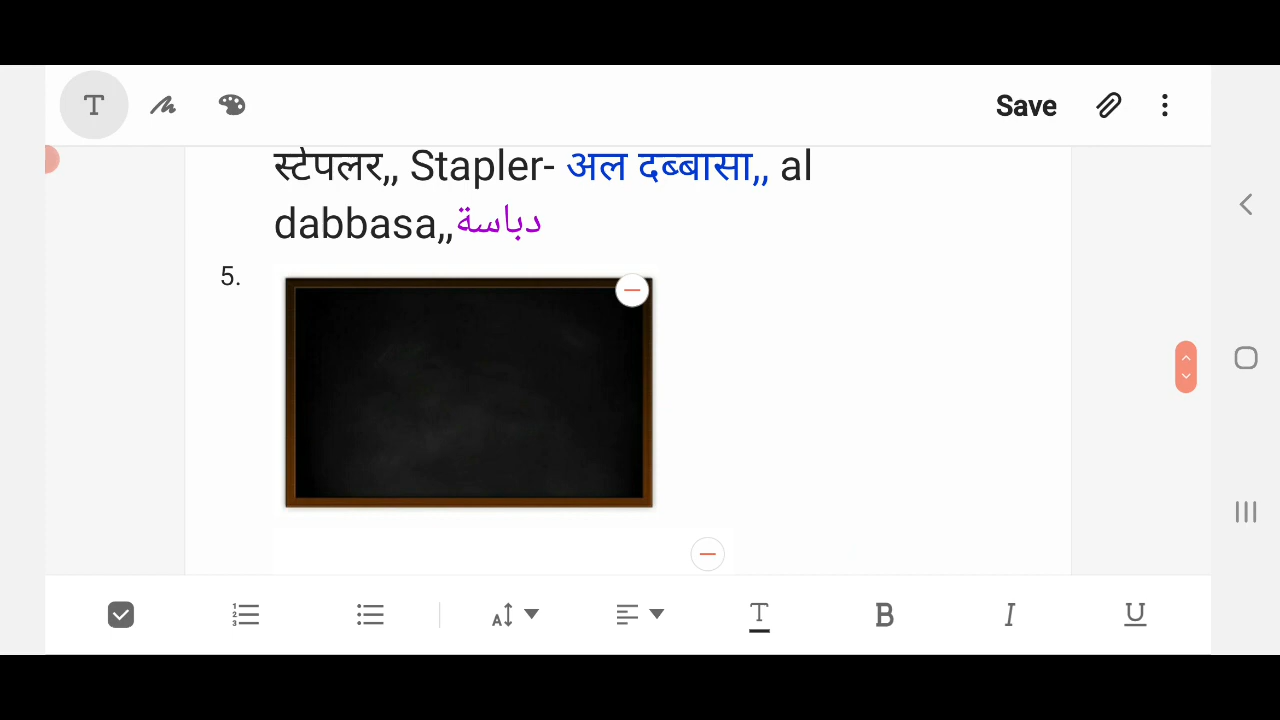 Save
स्टेपलर,, Stapler- अल दब्बासा,, al
dabbasa,,دباسة
5.